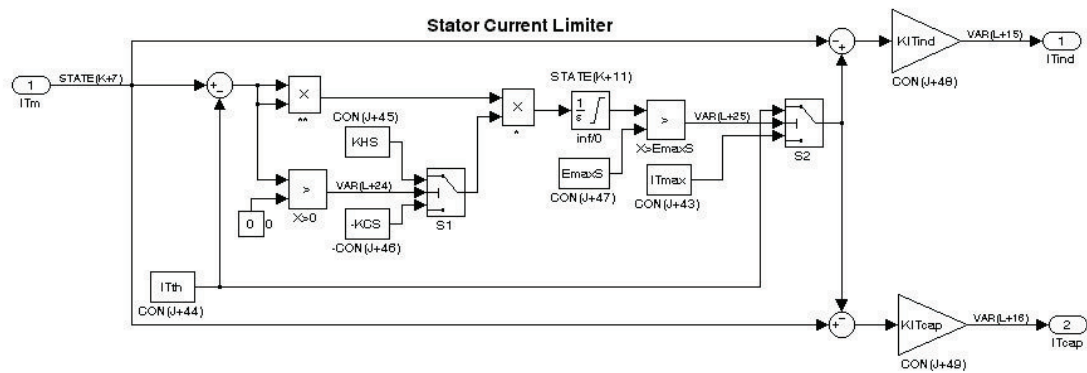 Stator Current Limiter
KITind
VAR(L+15)
1
ITind
CON(J+48)
STATE(K+7)
1
ITm
+
-
-
+
STATE(K+11)
X
^^
X
^
1
s
inf/0
>
X>EmaxS
VAR(L+25)
S2
CON(J+45)
KHS
EmaxS
CON(J+47)
ITmax
CON(J+43)
>
X>0
VAR(L+24)
0
0
-KCS
-CON(J+46)
S1
ITth
CON(J+44)
+
-
KITcap
VAR(L+16)
2
ITcap
CON(J+49)